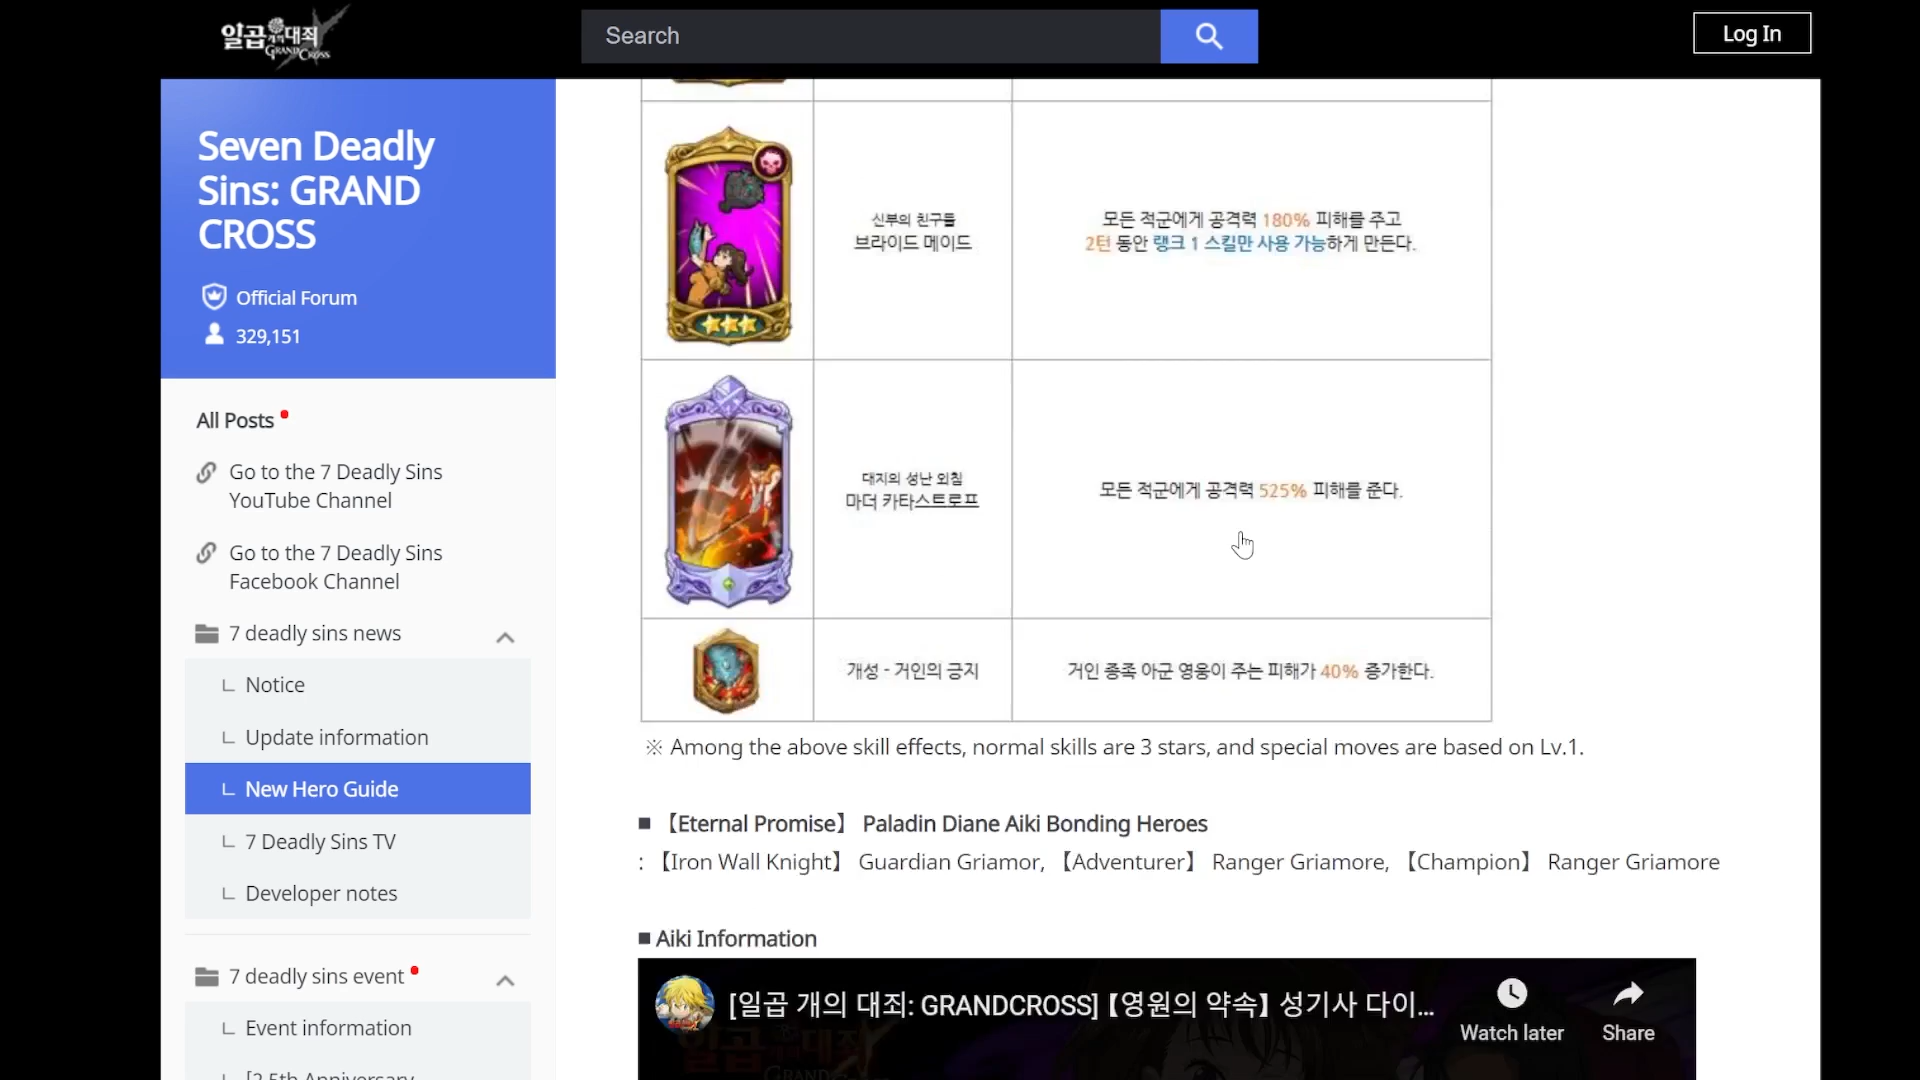 일곱 개의 대죄
GRAND CROSS
Search
Log In
Seven Deadly
Sins: GRAND
CROSS
Official Forum
329,151
All Posts
Go to the 7 Deadly Sins
YouTube Channel
Go to the 7 Deadly Sins
Facebook Channel
7 deadly sins news
Notice
Update information
New Hero Guide
7 Deadly Sins TV
Developer notes
7 deadly sins event
Event information
[2.5th Anniversary
신부의 친구들
브라이드 메이드
모든 적군에게 공격력 180% 피해를 주고
2턴 동안 랭크 1 스킬만 사용 가능하게 만든다.
대지의 성난 외침
마더 카타스트로프
모든 적군에게 공격력 525% 피해를 준다.
개성 - 거인의 긍지
거인 종족 아군 영웅이 주는 피해가 40% 증가한다.
※ Among the above skill effects, normal skills are 3 stars, and special moves are based on Lv.1.
■ 【Eternal Promise】 Paladin Diane Aiki Bonding Heroes
: 【Iron Wall Knight】 Guardian Griamor, 【Adventurer】 Ranger Griamore, 【Champion】 Ranger Griamore
■ Aiki Information
[일곱 개의 대죄: GRANDCROSS] 【영원의 약속】 성기사 다이...
Watch later
Share
일곱 개의 대죄
GRAND